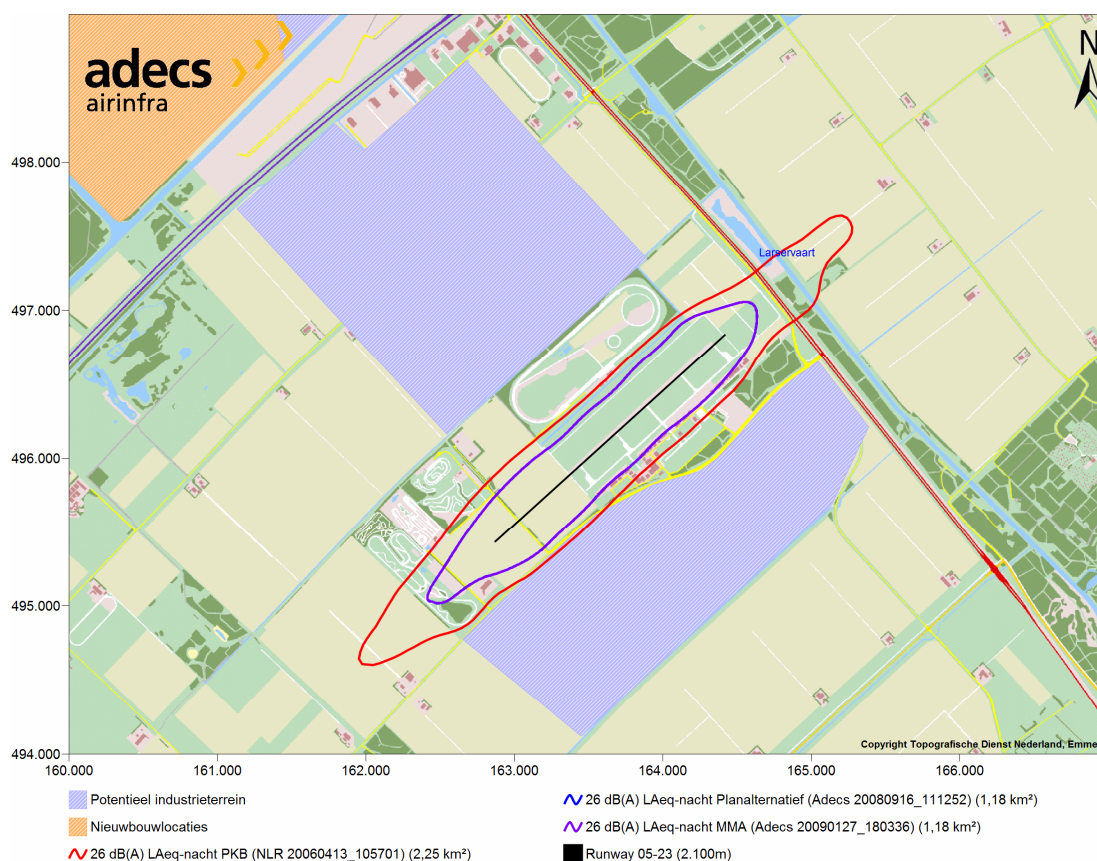 adecs
airinfra
N
498.000
Larservaart
497.000
496.000
495.000
494.000
Copyright Topografische Dienst Nederland, Emme
160.000 161.000 162.000 163.000 164.000 165.000 166.000
Potentieel industrieterrein
Nieuwbouwlocaties
26 dB(A) LAeq-nacht PKB (NLR 20060413_105701) (2,25 km²)
26 dB(A) LAeq-nacht Planalternatief (Adecs 20080916_111252) (1,18 km²)
26 dB(A) LAeq-nacht MMA (Adecs 20090127_180336) (1,18 km²)
Runway 05-23 (2.100m)